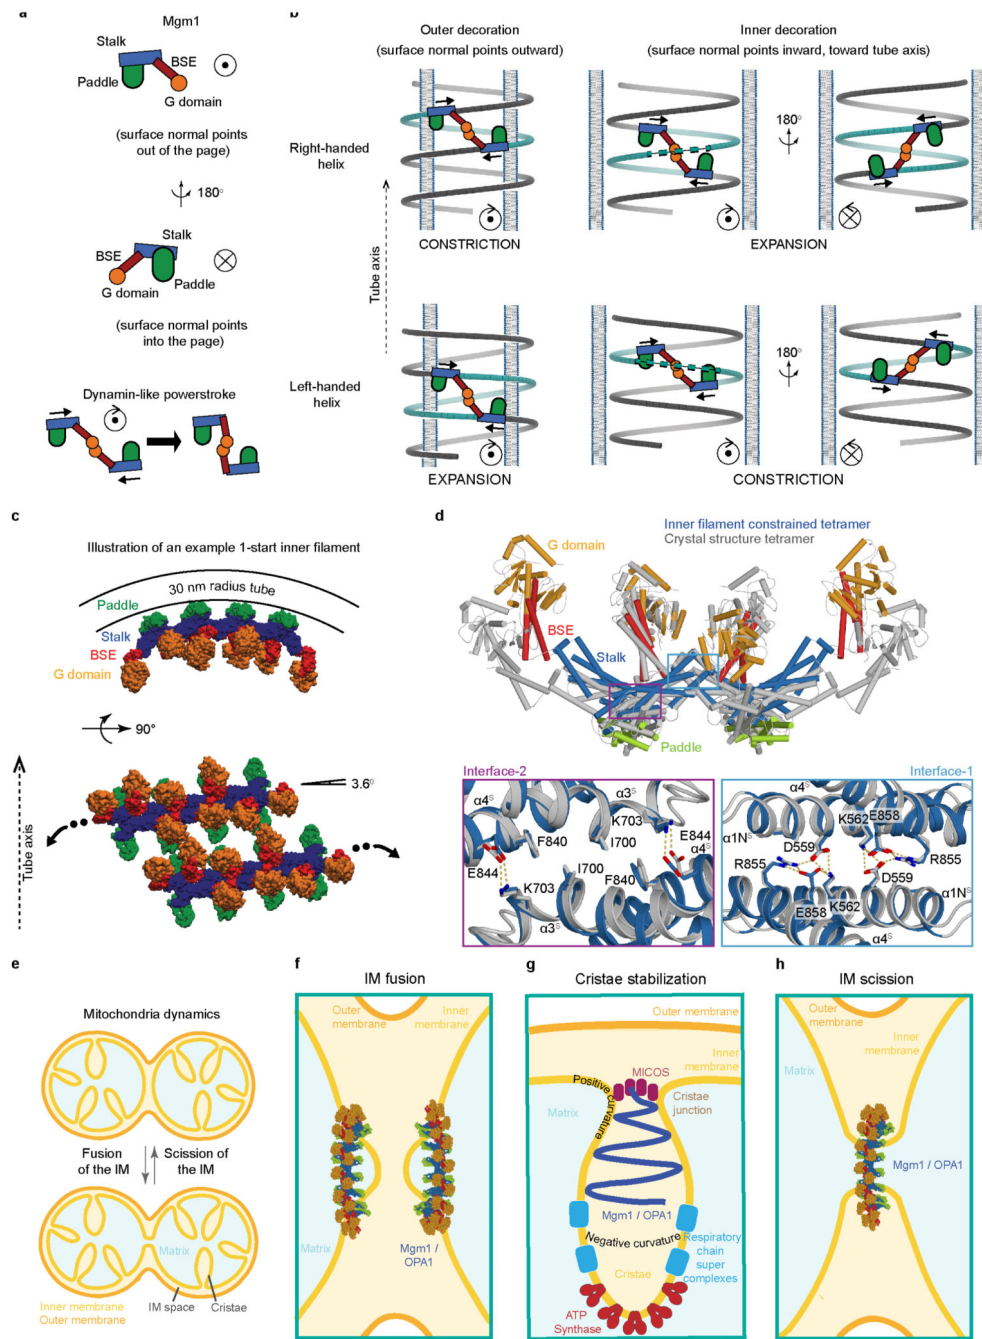 a
Mgm1
Stalk
BSE
Paddle
G domain
(surface normal points
out of the page)
180°
Stalk
BSE
Paddle
G domain
(surface normal points
into the page)
Dynamin-like powerstroke
b
Outer decoration
(surface normal points outward)
Inner decoration
(surface normal points inward, toward tube axis)
Right-handed
helix
180°
CONSTRICTION
EXPANSION
Tube axis
Left-handed
helix
180°
EXPANSION
CONSTRICTION
c
Illustration of an example 1-start inner filament
30 nm radius tube
Paddle
Stalk
BSE
G domain
90°
3.6°
Tube axis
d
Inner filament constrained tetramer
Crystal structure tetramer
G domain
BSE
Stalk
Paddle
Interface-2
α4ˢ
α3ˢ
K703
F840
I700
E844
α4ˢ
E844
I700
F840
K703
α3ˢ
Interface-1
α4ˢ
K562
E858
α1Nˢ
D559
R855
R855
D559
E858
K562
α1Nˢ
α4ˢ
e
Mitochondria dynamics
Fusion
of the IM
Scission of
the IM
Matrix
Inner membrane
Outer membrane
IM space
Cristae
f
IM fusion
Outer
membrane
Inner
membrane
Matrix
Mgm1 /
OPA1
g
Cristae stabilization
Outer membrane
Inner
membrane
MICOS
Positive curvature
Cristae
junction
Matrix
Mgm1 / OPA1
Negative curvature
Respiratory
chain
super
complexes
Cristae
ATP
Synthase
h
IM scission
Outer
membrane
Inner
membrane
Matrix
Mgm1 / OPA1